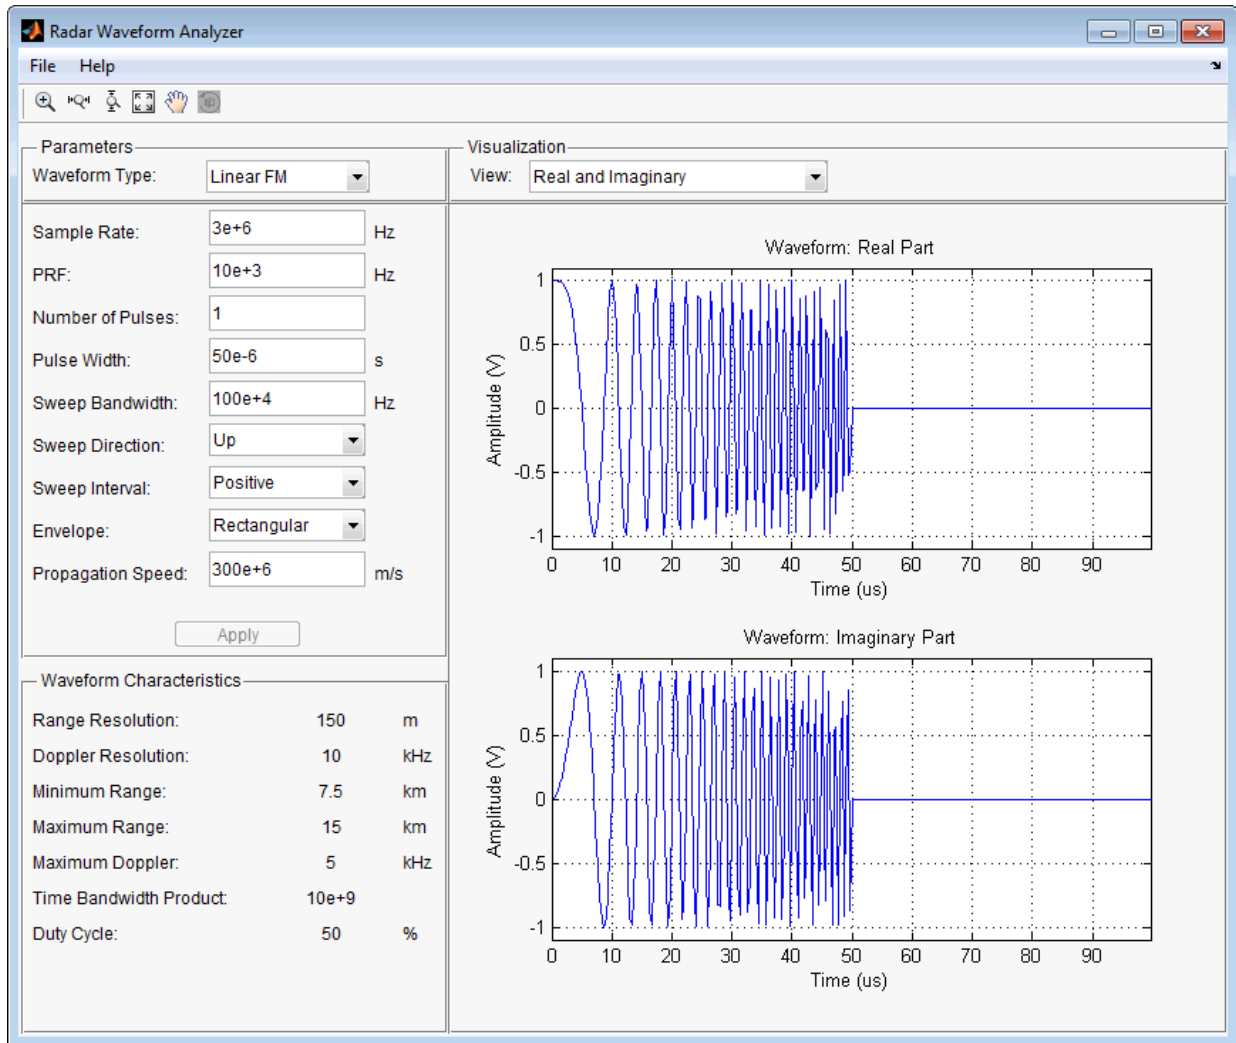 Radar Waveform Analyzer
File Help
Parameters
Waveform Type: Linear FM
Visualization
View: Real and Imaginary
Sample Rate: 3e+6 Hz
PRF: 10e+3 Hz
Number of Pulses: 1
Pulse Width: 50e-6 s
Sweep Bandwidth: 100e+4 Hz
Sweep Direction: Up
Sweep Interval: Positive
Envelope: Rectangular
Propagation Speed: 300e+6 m/s
Apply
Waveform Characteristics
Range Resolution: 150 m
Doppler Resolution: 10 kHz
Minimum Range: 7.5 km
Maximum Range: 15 km
Maximum Doppler: 5 kHz
Time Bandwidth Product: 10e+9
Duty Cycle: 50 %
Waveform: Real Part
Amplitude (V)
1
0.5
0
-0.5
-1
0 10 20 30 40 50 60 70 80 90
Time (us)
Waveform: Imaginary Part
Amplitude (V)
1
0.5
0
-0.5
-1
0 10 20 30 40 50 60 70 80 90
Time (us)